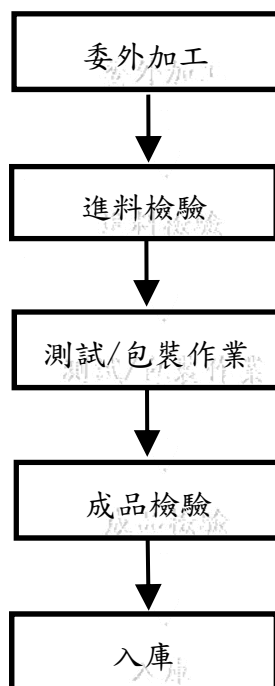 委外加工
進料檢驗
測試/包裝作業
成品檢驗
入庫